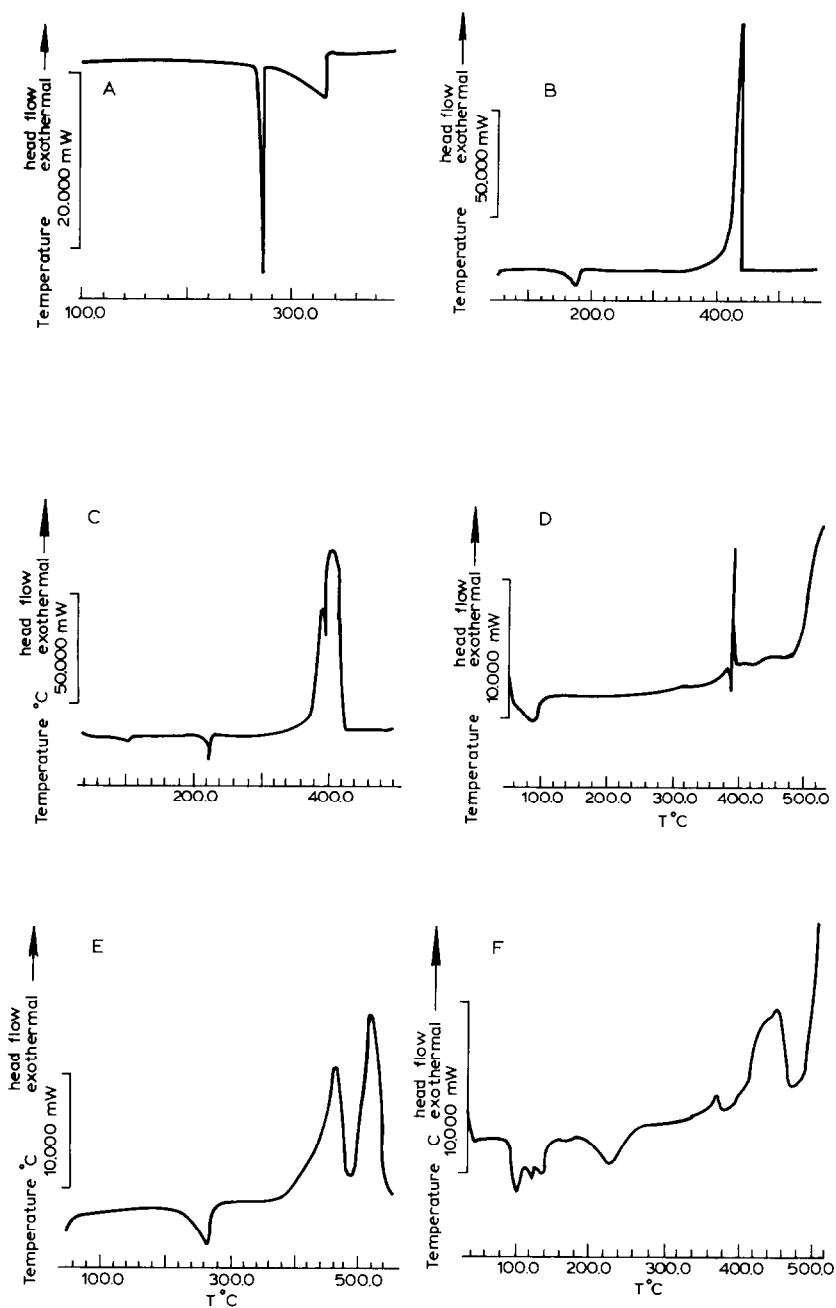 A
Temperature
head flow
exothermal
20.000 mW
100.0 300.0
B
Temperature
head flow
exothermal
50.000 mW
200.0 400.0
C
Temperature °C
head flow
exothermal
50.000 mW
200.0 400.0
D
Temperature
head flow
exothermal
10.000 mW
100.0 200.0 300.0 400.0 500.0
T°C
E
Temperature °C
head flow
exothermal
10.000 mW
100.0 300.0 500.0
T°C
F
Temperature C
head flow
exothermal
10.000 mW
100.0 200.0 300.0 400.0 500.0
T°C